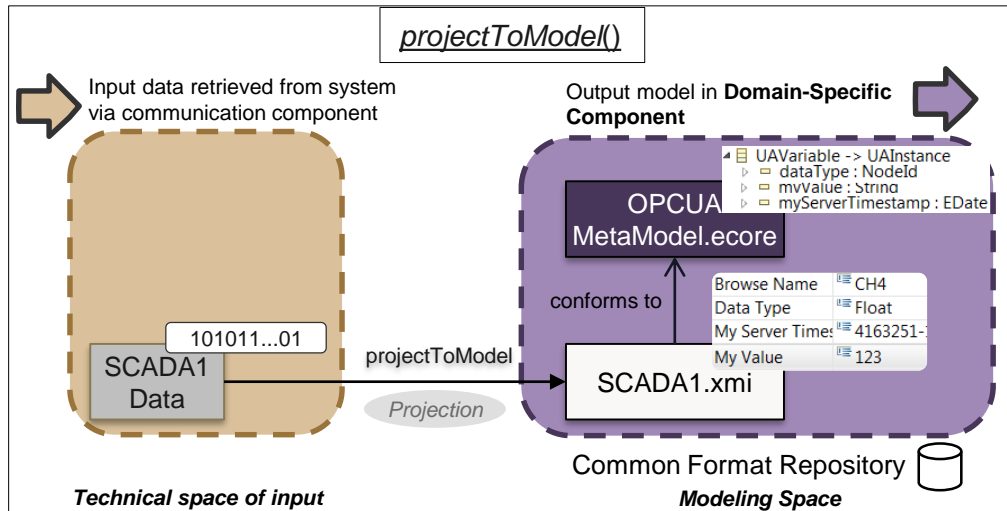 projectToModel()
Input data retrieved from system
via communication component
Output model in Domain-Specific
Component
UAVariable -> UAInstance
dataType : NodeId
myValue : String
myServerTimestamp : EDate
OPCUA
MetaModel.ecore
conforms to
Browse Name CH4
Data Type Float
My Server Times 4163251-
My Value 123
101011...01
SCADA1
Data
projectToModel
Projection
SCADA1.xmi
Common Format Repository
Technical space of input
Modeling Space